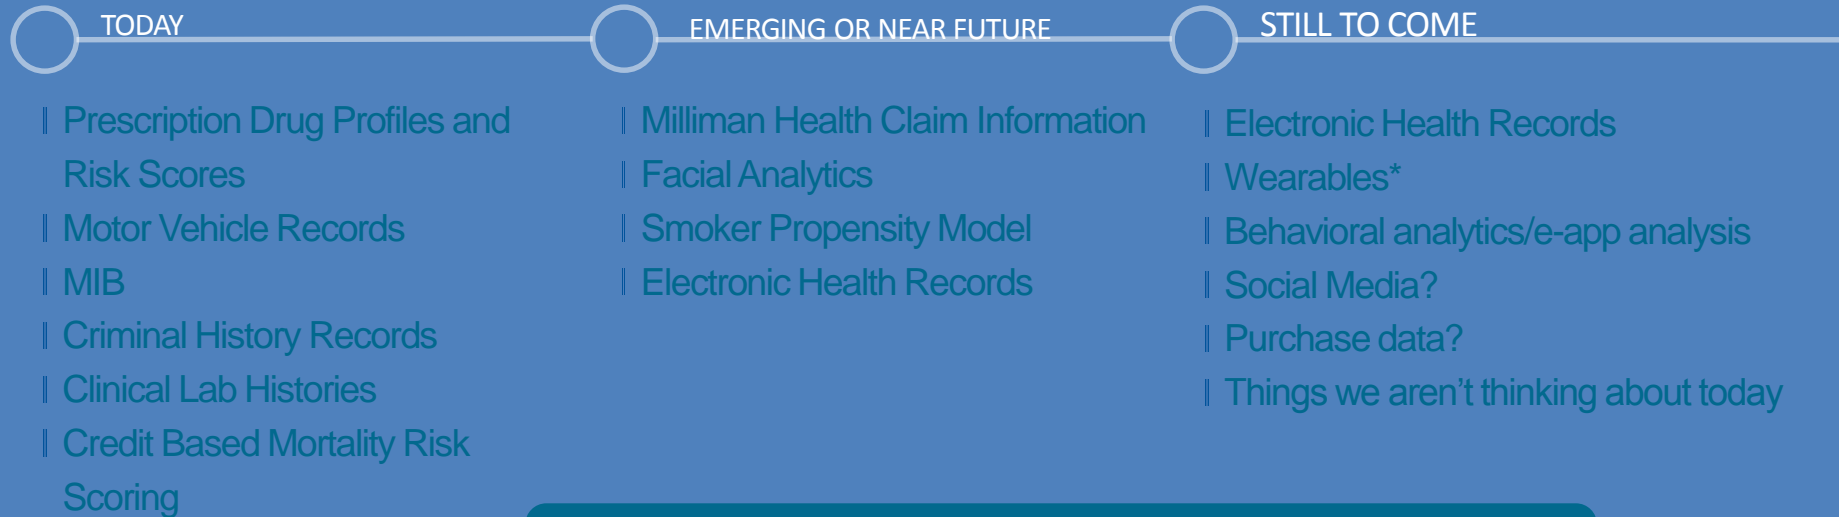 TODAY
Prescription Drug Profiles and
Risk Scores
Motor Vehicle Records
MIB
Criminal History Records
Clinical Lab Histories
Credit Based Mortality Risk
Scoring
EMERGING OR NEAR FUTURE
Milliman Health Claim Information
Facial Analytics
Smoker Propensity Model
Electronic Health Records
STILL TO COME
Electronic Health Records
Wearables*
Behavioral analytics/e-app analysis
Social Media?
Purchase data?
Things we aren’t thinking about today